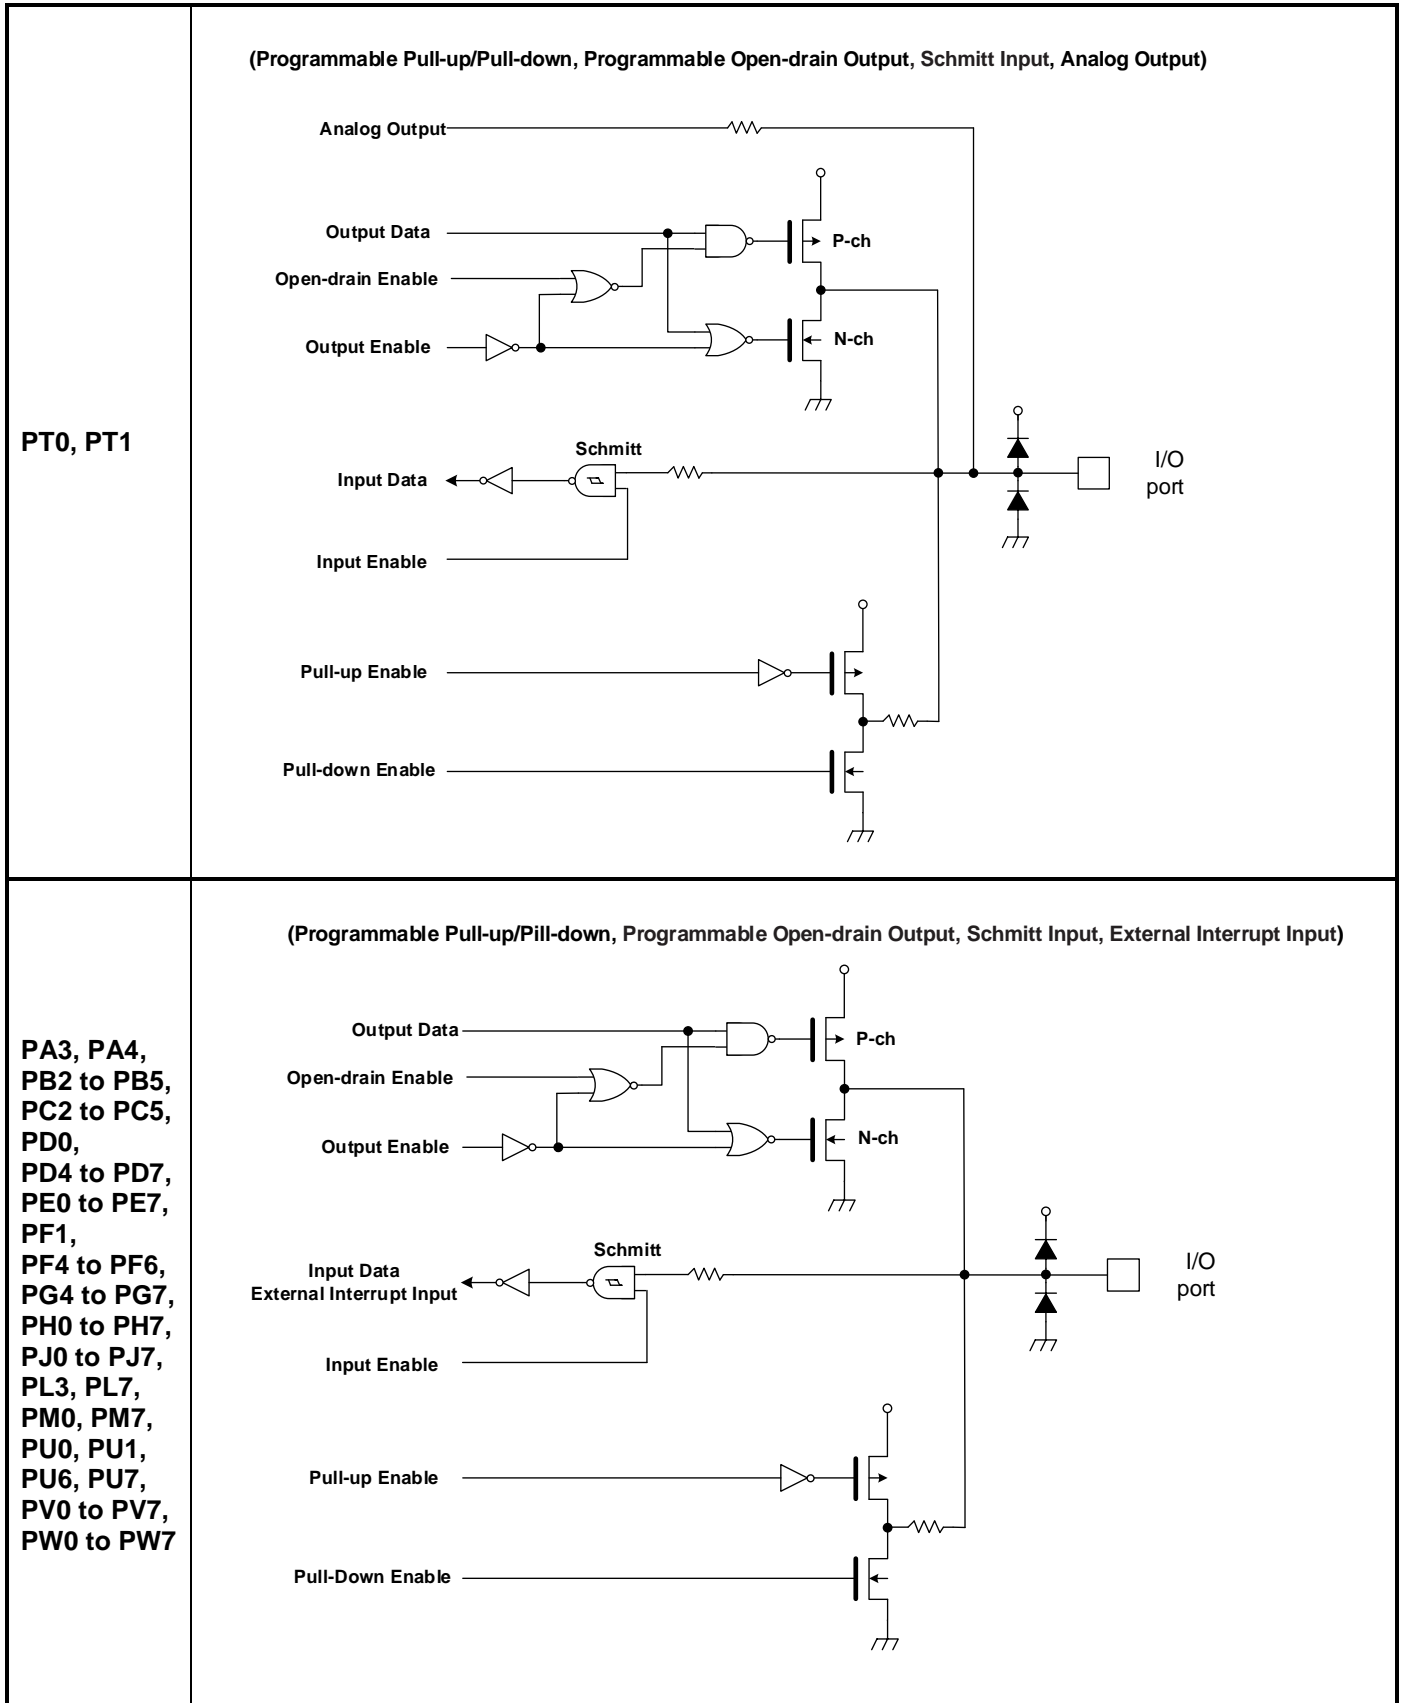 (Programmable Pull-up/Pull-down, Programmable Open-drain Output, Schmitt Input, Analog Output)
Analog Output
Output Data
P-ch
Open-drain Enable
Output Enable
N-ch
PT0, PT1
Schmitt
Input Data
I/O
port
Input Enable
Pull-up Enable
Pull-down Enable
(Programmable Pull-up/Pill-down, Programmable Open-drain Output, Schmitt Input, External Interrupt Input)
Output Data
P-ch
Open-drain Enable
Output Enable
N-ch
PA3, PA4,
PB2 to PB5,
PC2 to PC5,
PD0,
PD4 to PD7,
PE0 to PE7,
PF1,
PF4 to PF6,
PG4 to PG7,
PH0 to PH7,
PJ0 to PJ7,
PL3, PL7,
PM0, PM7,
PU0, PU1,
PU6, PU7,
PV0 to PV7,
PW0 to PW7
Schmitt
Input Data
External Interrupt Input
I/O
port
Input Enable
Pull-up Enable
Pull-Down Enable